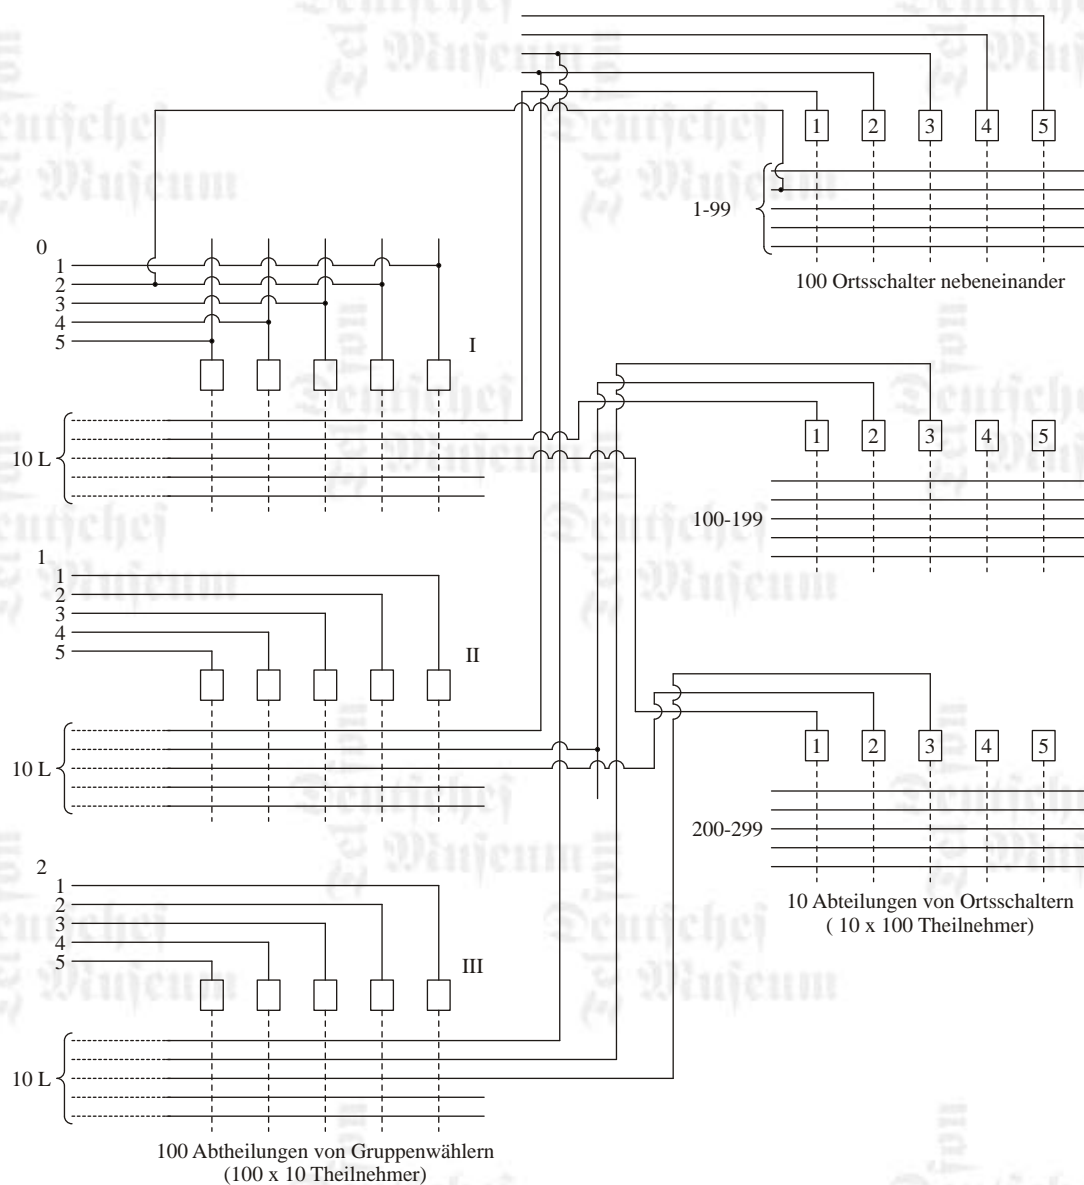 1 2 3 4 5
1-99
100 Ortsschalter nebeneinander
0
1
2
3
4
5
I
10 L
1 2 3 4 5
100-199
1
1
2
3
4
5
II
10 L
1 2 3 4 5
200-299
10 Abteilungen von Ortsschaltern
( 10 x 100 Theilnehmer)
2
1
2
3
4
5
III
10 L
100 Abtheilungen von Gruppenwählern
(100 x 10 Theilnehmer)
Deutsches
Museum